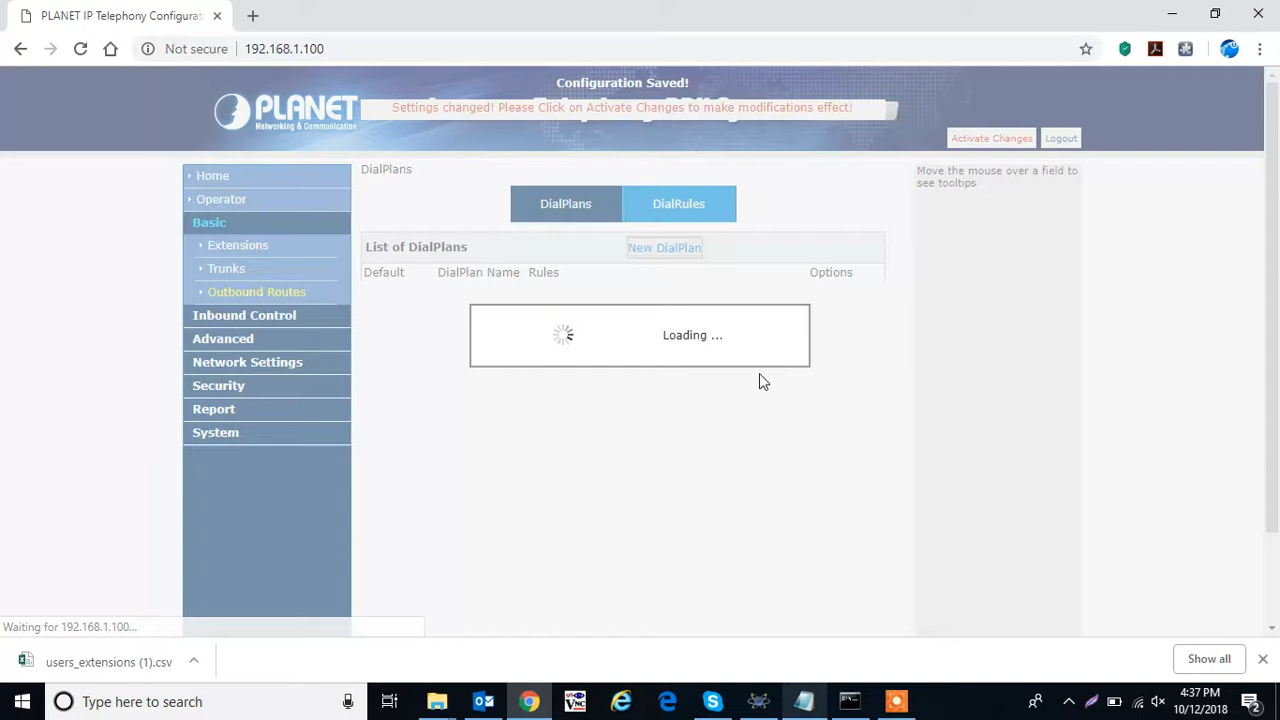 PLANET IP Telephony Configurat
Not secure
192.168.1.100
Configuration Saved!
Settings changed! Please Click on Activate Changes to make modifications effect!
PLANET
Networking & Communication
Activate Changes
Logout
Home
Operator
Basic
Extensions
Trunks
Outbound Routes
Inbound Control
Advanced
Network Settings
Security
Report
System
DialPlans
DialPlans
DialRules
List of DialPlans
New DialPlan
Default
DialPlan Name
Rules
Options
Loading ...
Move the mouse over a field to
see tooltips
Waiting for 192.168.1.100...
users_extensions (1).csv
Show all
Type here to search
4:37 PM
10/12/2018
2